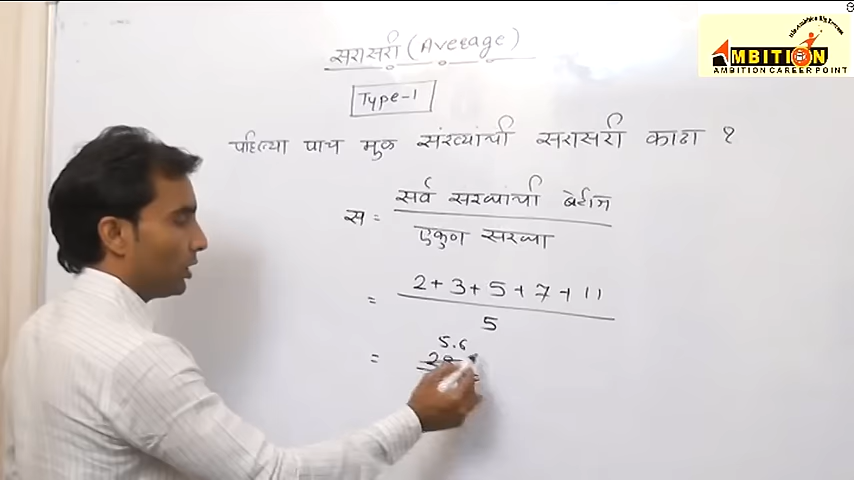 सरासरी (Average)
Type-1
पहिल्या पाच मुळ संख्यांची सरासरी काढा ?
स = सर्व संख्यांची बेरीज
एकुण संख्या
= 2 + 3 + 5 + 7 + 11
5
5.6
= 28
AMBITION
AMBITION CAREER POINT